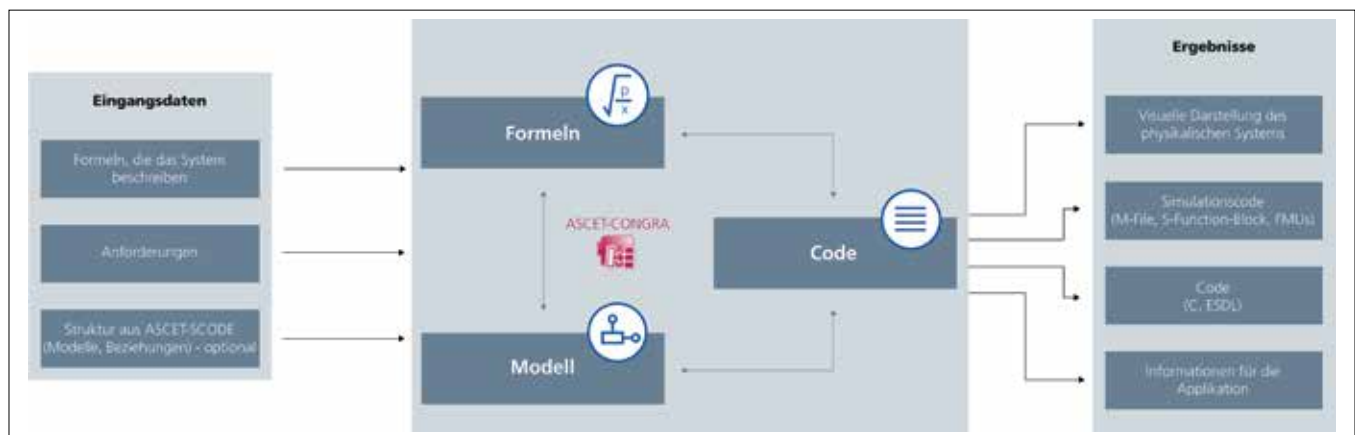 Eingangsdaten
Formeln, die das System
beschreiben
Anforderungen
Struktur aus ASCET-SCODE
(Modelle, Beziehungen) - optional
Formeln
p
x
ASCET-CONGRA
Modell
Code
Ergebnisse
Visuelle Darstellung des
physikalischen Systems
Simulationscode
(M-File, S-Function-Block, FMUs)
Code
(C, ESDL)
Informationen für die
Applikation